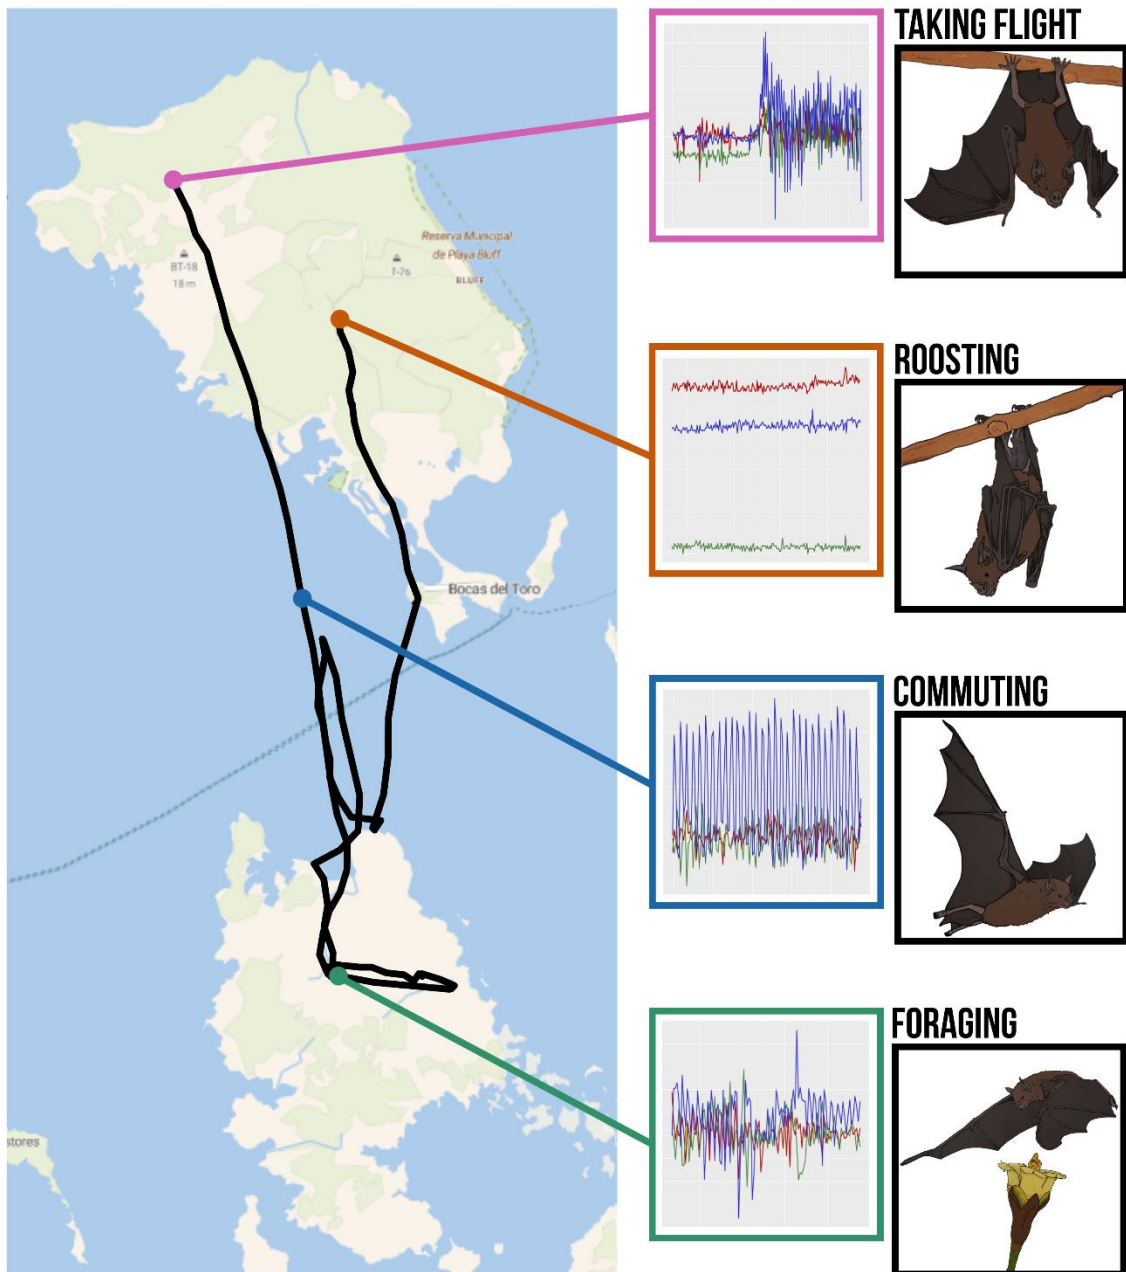 TAKING FLIGHT
Reserva Municipal
de Playa Bluff
BLUFF
BT-18
18 m
T-76
ROOSTING
Bocas del Toro
COMMUTING
FORAGING
stores